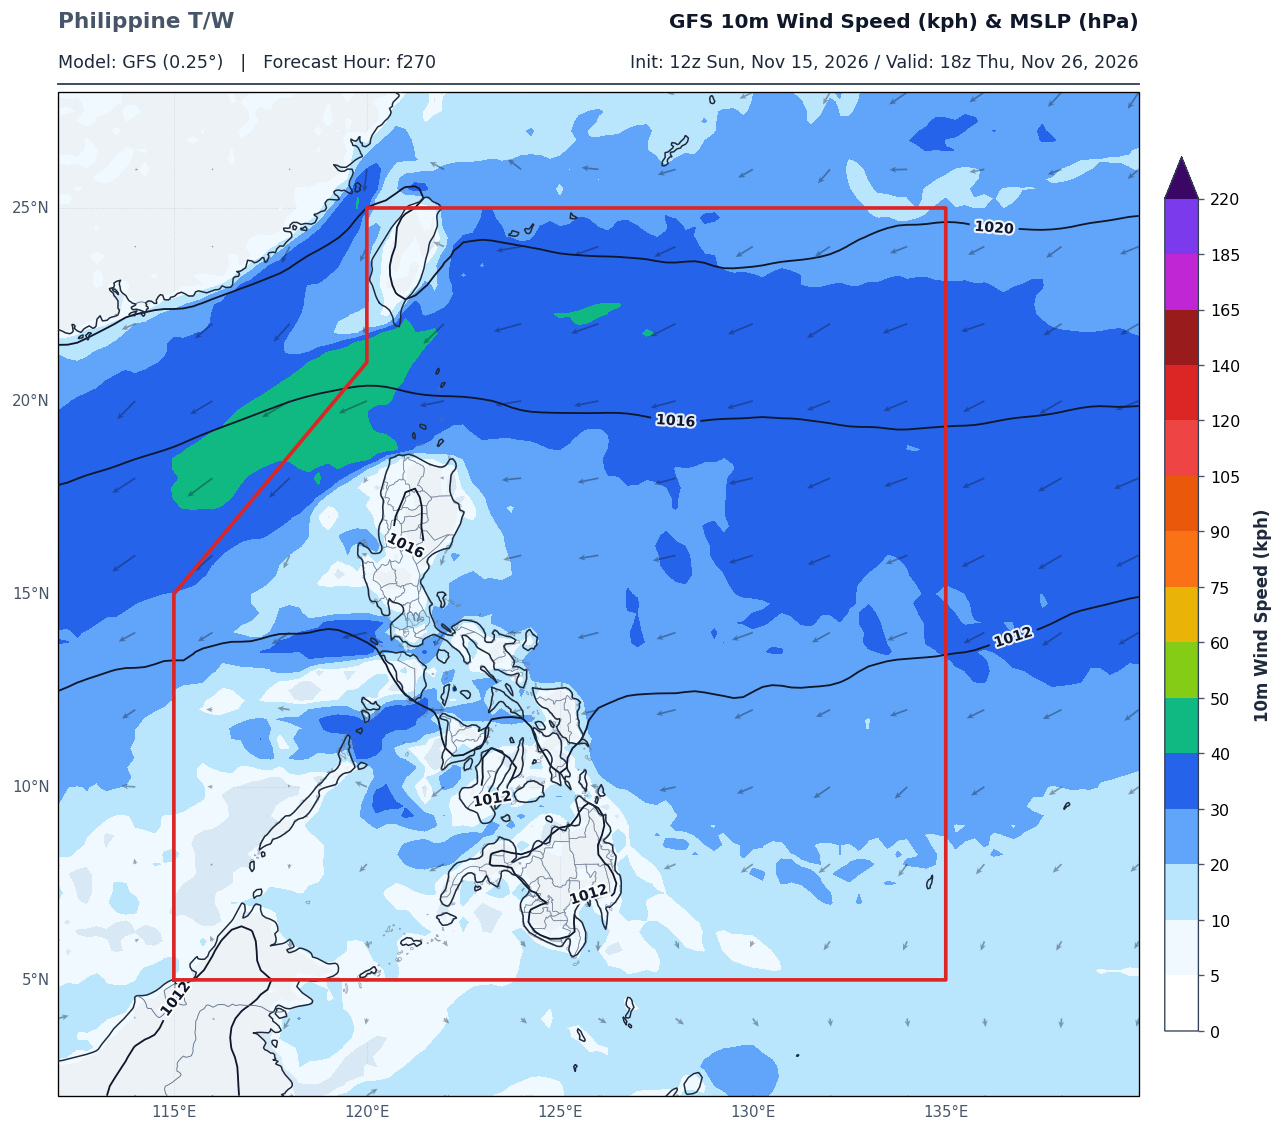 Philippine T/W
GFS 10m Wind Speed (kph) & MSLP (hPa)
Model: GFS (0.25°) | Forecast Hour: f270
Init: 12z Sun, Nov 15, 2026 / Valid: 18z Thu, Nov 26, 2026
25°N
20°N
15°N
10°N
5°N
115°E
120°E
125°E
130°E
135°E
1020
1016
1016
1012
1012
1012
1012
220
185
165
140
120
105
90
75
60
50
40
30
20
10
5
0
10m Wind Speed (kph)